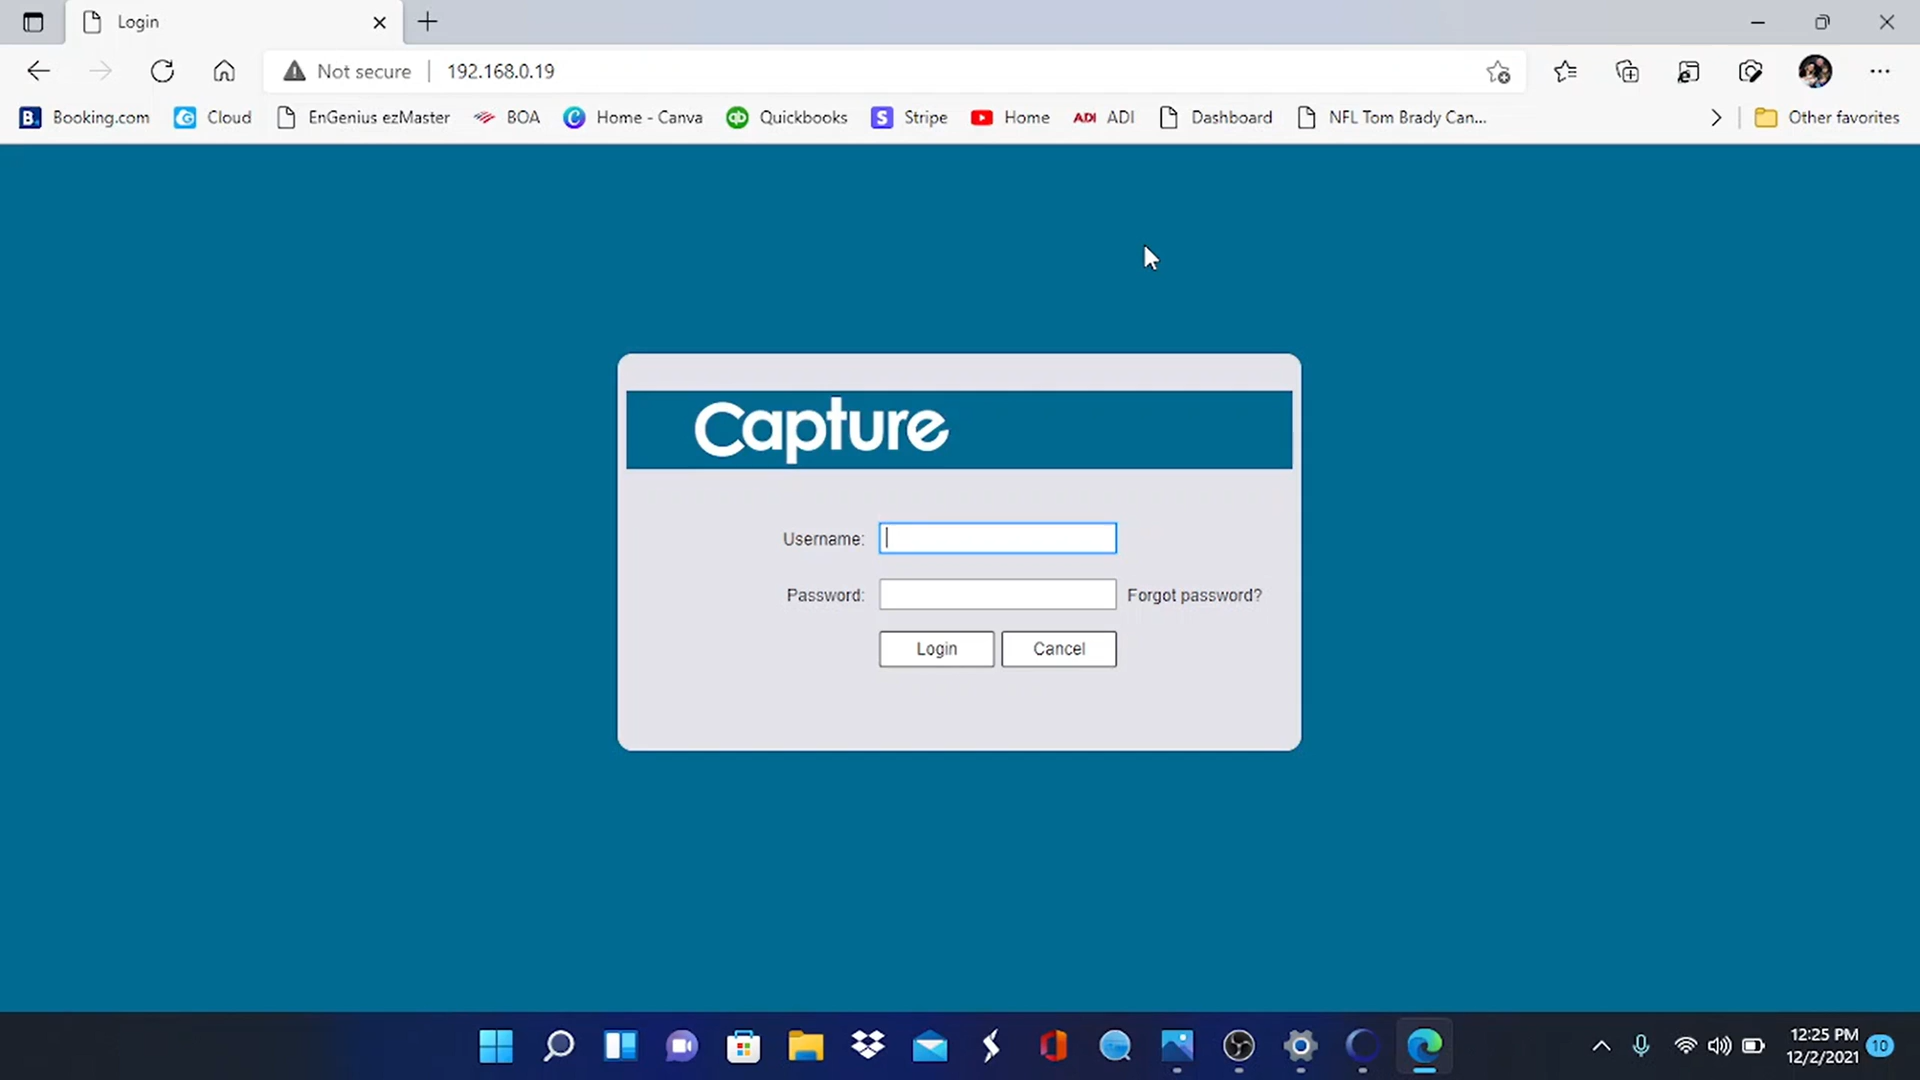 Login
Not secure | 192.168.0.19
Booking.com Cloud EnGenius ezMaster BOA Home - Canva Quickbooks Stripe Home ADI ADI Dashboard NFL Tom Brady Can... Other favorites
Capture
Username:
Password: Forgot password?
Login Cancel
12:25 PM
12/2/2021 10